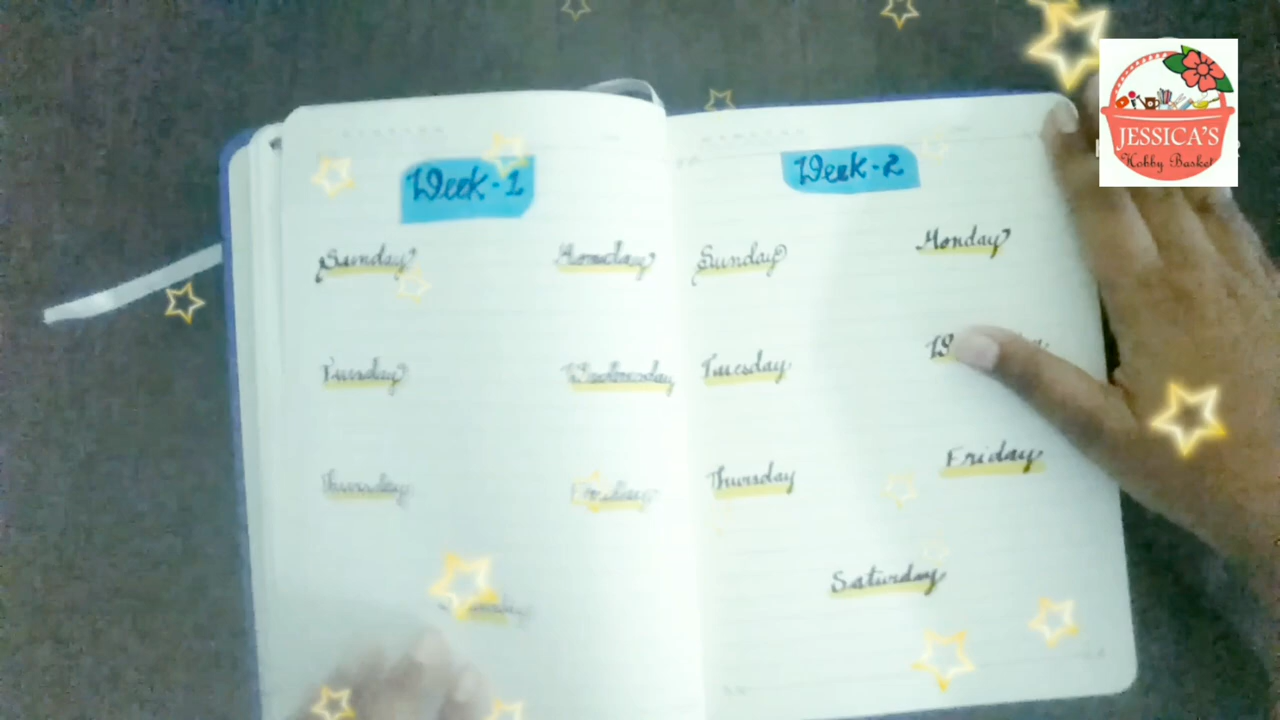 JESSICA'S
Hobby Basket
Week-1
Sunday Monday
Tuesday Wednesday
Thursday Friday
Week-2
Sunday Monday
Tuesday
Thursday Friday
Saturday